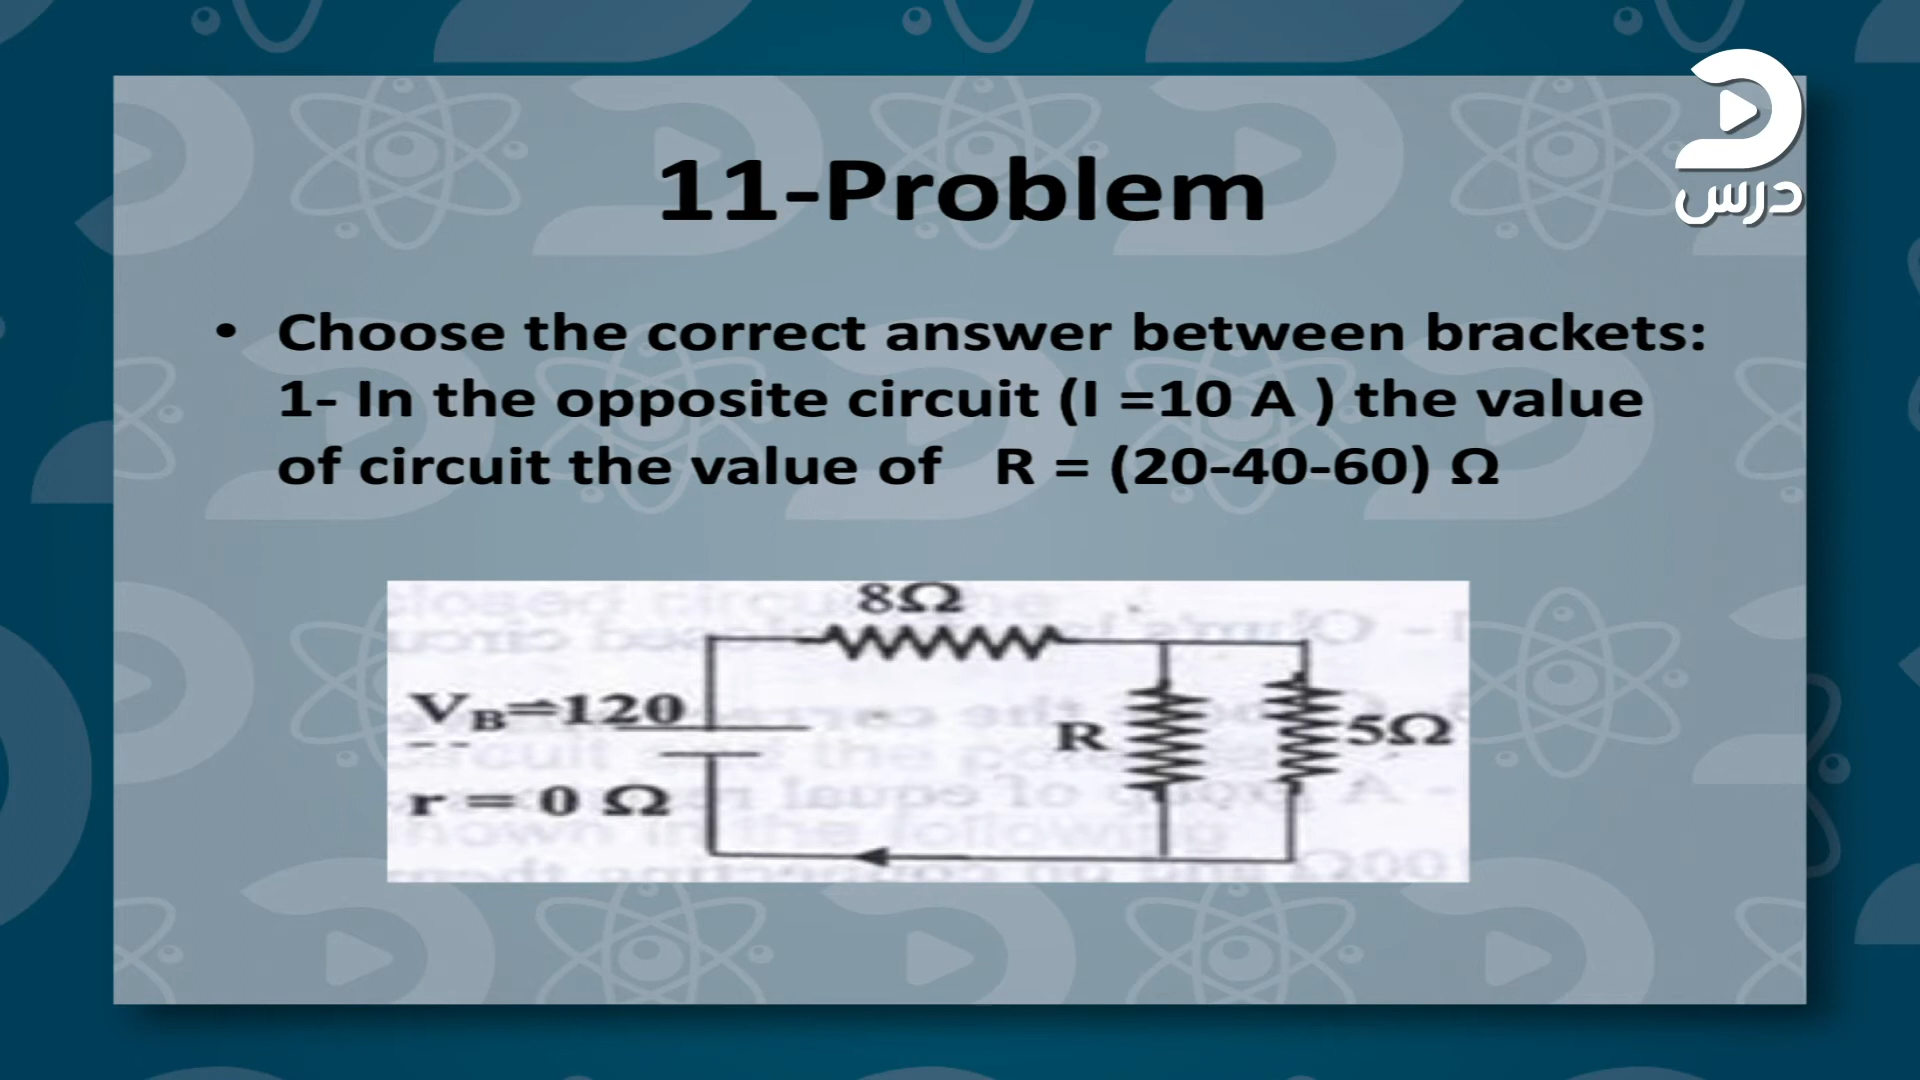 درس
11-Problem
• Choose the correct answer between brackets:
1- In the opposite circuit (I =10 A ) the value
of circuit the value of R = (20-40-60) Ω
8Ω
VB=120
R
5Ω
r = 0 Ω